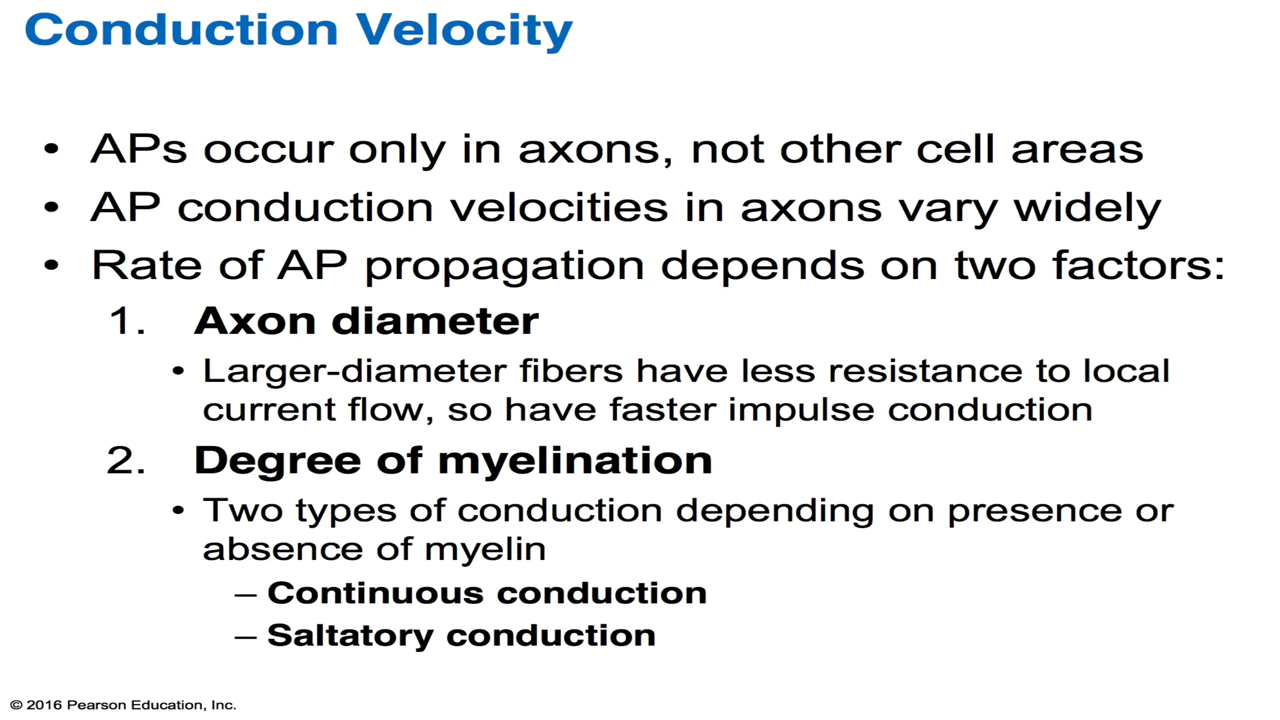 Conduction Velocity
• APs occur only in axons, not other cell areas
• AP conduction velocities in axons vary widely
• Rate of AP propagation depends on two factors:
1. Axon diameter
• Larger-diameter fibers have less resistance to local
current flow, so have faster impulse conduction
2. Degree of myelination
• Two types of conduction depending on presence or
absence of myelin
– Continuous conduction
– Saltatory conduction
© 2016 Pearson Education, Inc.